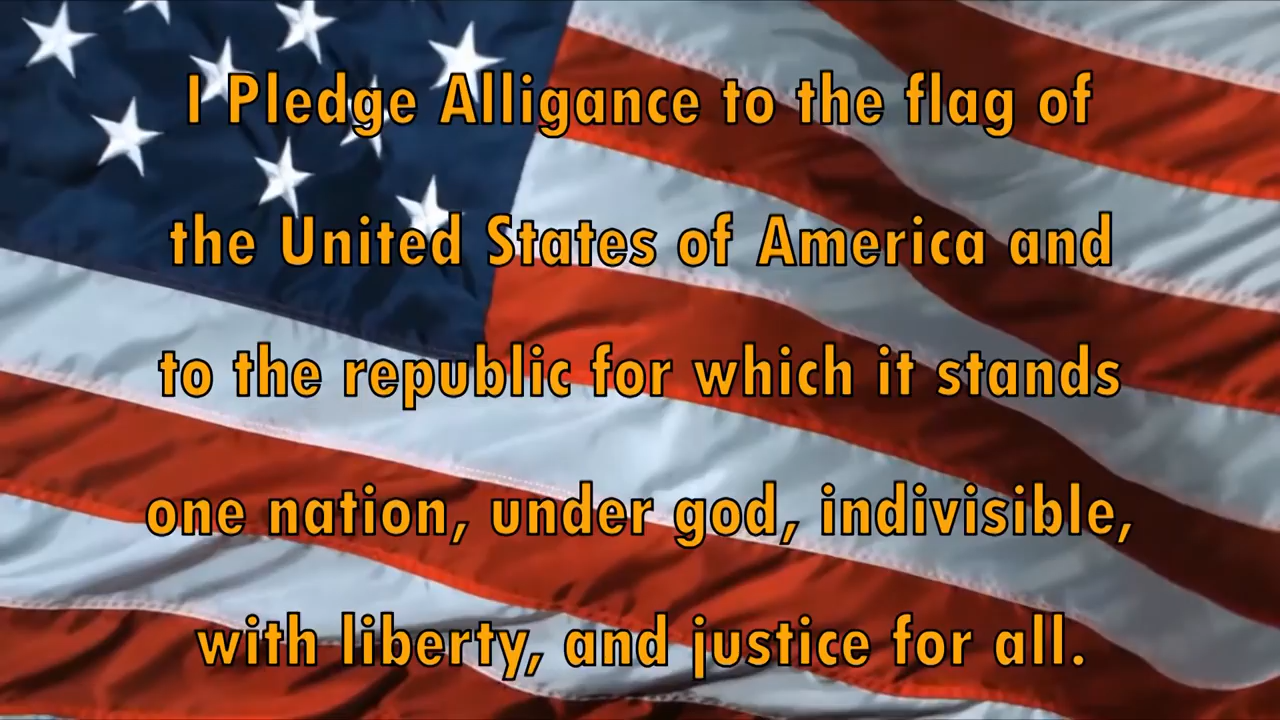 I Pledge Alligance to the flag of
the United States of America and
to the republic for which it stands
one nation, under god, indivisible,
with liberty, and justice for all.